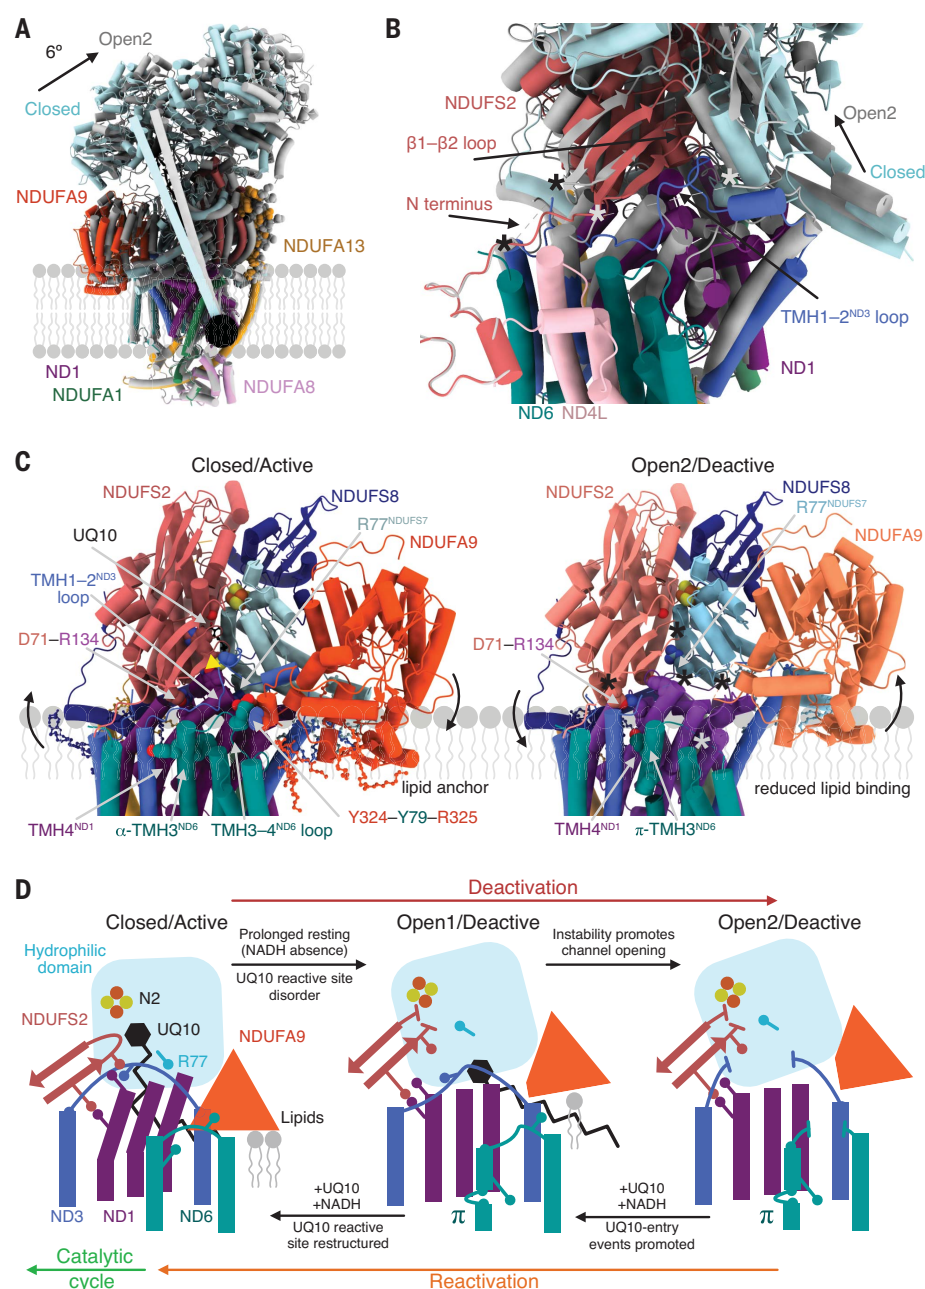 A
6º
Open2
Closed
NDUFA9
NDUFA13
ND1
NDUFA1
NDUFA8
B
NDUFS2
β1–β2 loop
N terminus
Open2
Closed
*
*
*
*
TMH1–2ND3 loop
ND1
ND6 ND4L
C
Closed/Active
NDUFS2
NDUFS8
UQ10
R77NDUFS7
NDUFA9
TMH1–2ND3
loop
D71–R134
lipid anchor
TMH4ND1
α-TMH3ND6
TMH3–4ND6 loop
Y324–Y79–R325
Open2/Deactive
NDUFS2
NDUFS8
R77NDUFS7
NDUFA9
D71–R134
*
*
*
*
*
reduced lipid binding
TMH4ND1
π-TMH3ND6
D
Deactivation
Closed/Active
Open1/Deactive
Open2/Deactive
Prolonged resting
(NADH absence)
UQ10 reactive site
disorder
Instability promotes
channel opening
Hydrophilic
domain
N2
NDUFS2
UQ10
R77
NDUFA9
Lipids
ND3
ND1
ND6
π
π
+UQ10
+NADH
UQ10 reactive
site restructured
+UQ10
+NADH
UQ10-entry
events promoted
Catalytic
cycle
Reactivation